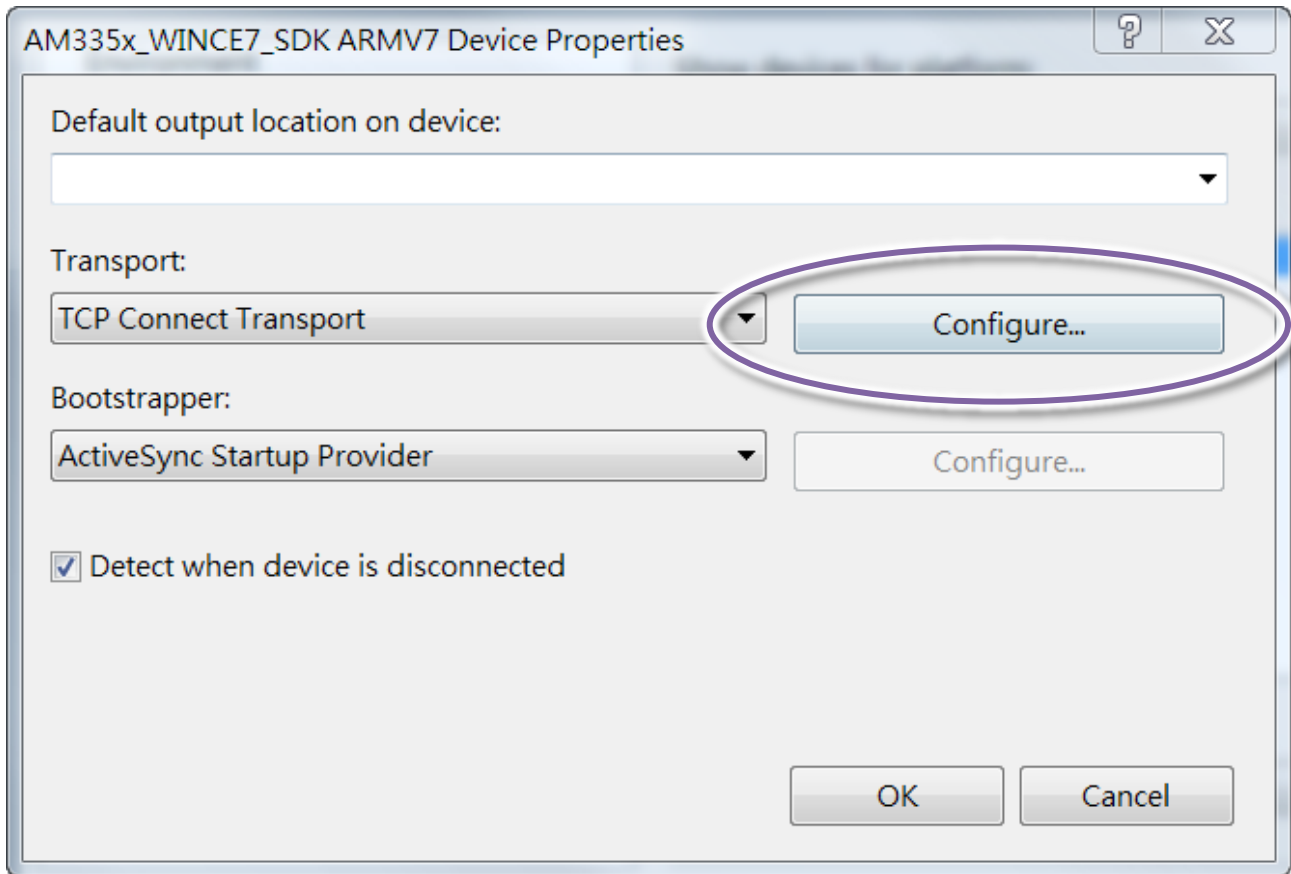 AM335x_WINCE7_SDK ARMV7 Device Properties
Default output location on device:
Transport:
TCP Connect Transport
Configure...
Bootstrapper:
ActiveSync Startup Provider
Configure...
Detect when device is disconnected
OK
Cancel